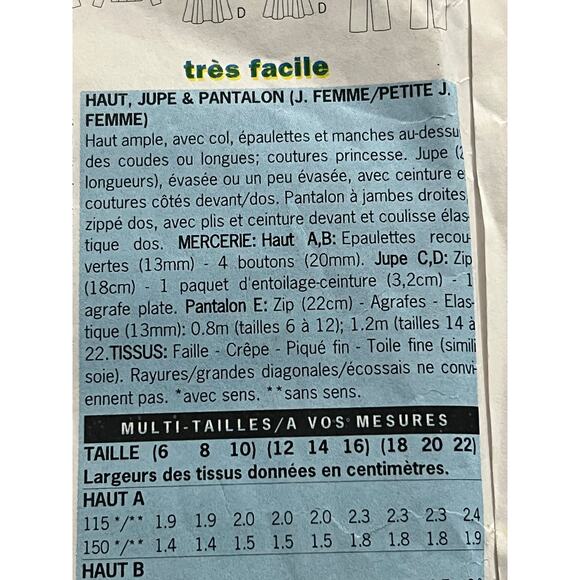 D D
très facile
HAUT, JUPE & PANTALON (J. FEMME/PETITE J.
FEMME)
Haut ample, avec col, épaulettes et manches au-dessu
des coudes ou longues; coutures princesse. Jupe (2
longueurs), évasée ou un peu évasée, avec ceinture e
coutures côtés devant/dos. Pantalon à jambes droites
zippé dos, avec plis et ceinture devant et coulisse élas-
tique dos. MERCERIE: Haut A,B: Epaulettes recou-
vertes (13mm) - 4 boutons (20mm). Jupe C,D: Zip
(18cm) - 1 paquet d'entoilage-ceinture (3,2cm) - 1
agrafe plate. Pantalon E: Zip (22cm) - Agrafes - Elas-
tique (13mm): 0.8m (tailles 6 à 12); 1.2m (tailles 14 à
22.TISSUS: Faille - Crêpe - Piqué fin - Toile fine (simili
soie). Rayures/grandes diagonales/écossais ne convi-
ennent pas. *avec sens. **sans sens.
MULTI-TAILLES/A VOS MESURES
TAILLE (6 8 10) (12 14 16) (18 20 22)
Largeurs des tissus données en centimètres.
HAUT A
115 */** 1.9 1.9 2.0 2.0 2.0 2.3 2.3 2.3 2.4
150 */** 1.4 1.4 1.5 1.5 1.5 1.8 1.8 1.8 1.9
HAUT B